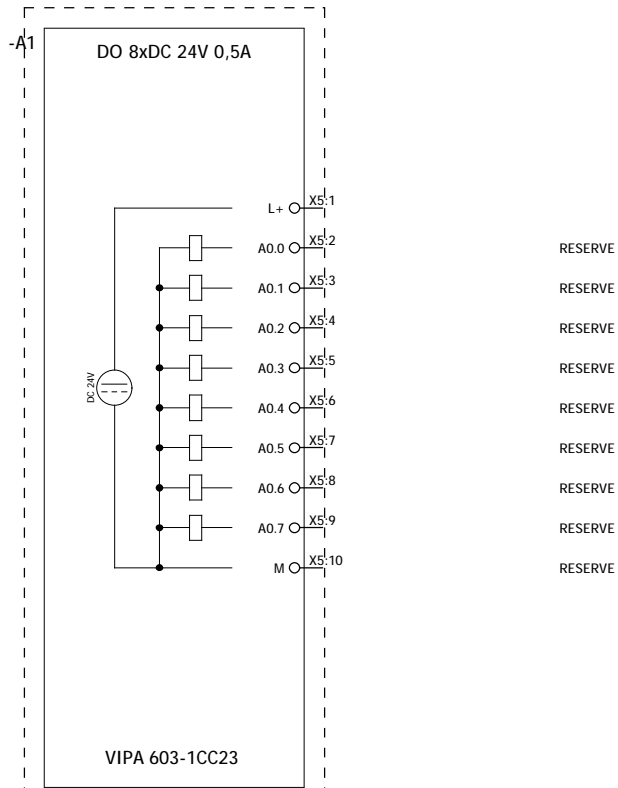 -A1
DO 8xDC 24V 0,5A
L+ X5:1
A0.0 X5:2 RESERVE
A0.1 X5:3 RESERVE
A0.2 X5:4 RESERVE
A0.3 X5:5 RESERVE
DC 24V
A0.4 X5:6 RESERVE
A0.5 X5:7 RESERVE
A0.6 X5:8 RESERVE
A0.7 X5:9 RESERVE
M X5:10 RESERVE
VIPA 603-1CC23